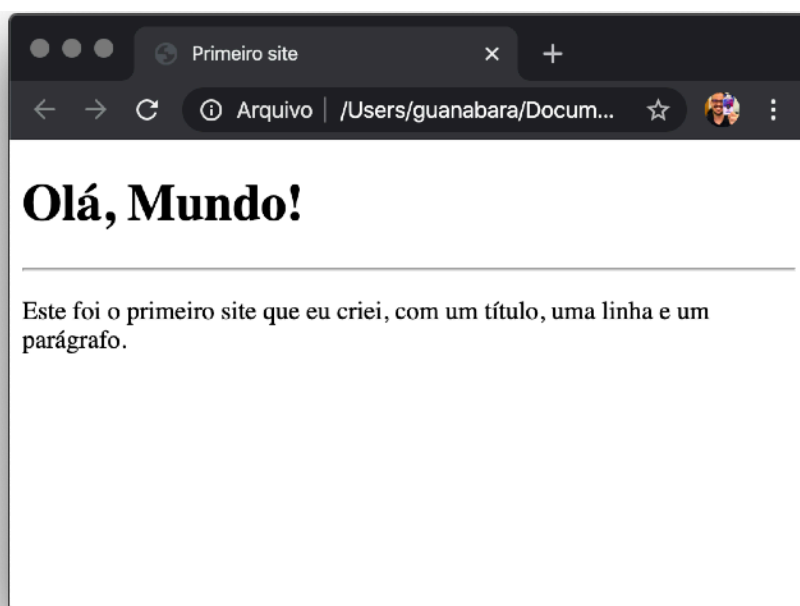 Primeiro site
Arquivo | /Users/guanabara/Docum...
Olá, Mundo!
Este foi o primeiro site que eu criei, com um título, uma linha e um
parágrafo.